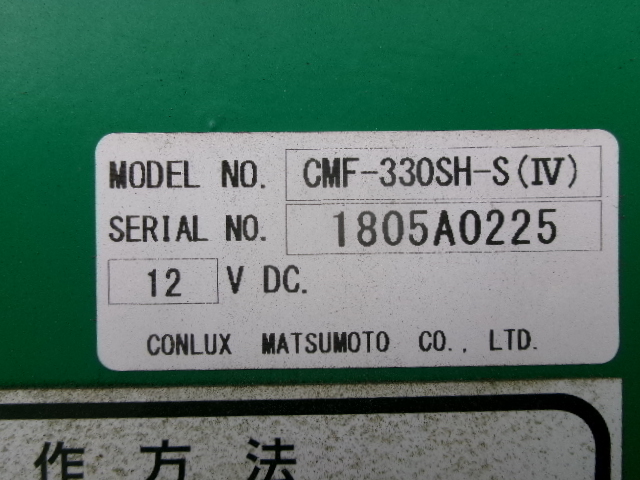 MODEL NO. CMF-330SH-S(Ⅳ)
SERIAL NO. 1805A0225
12 V DC.
CONLUX MATSUMOTO CO., LTD.
作方法